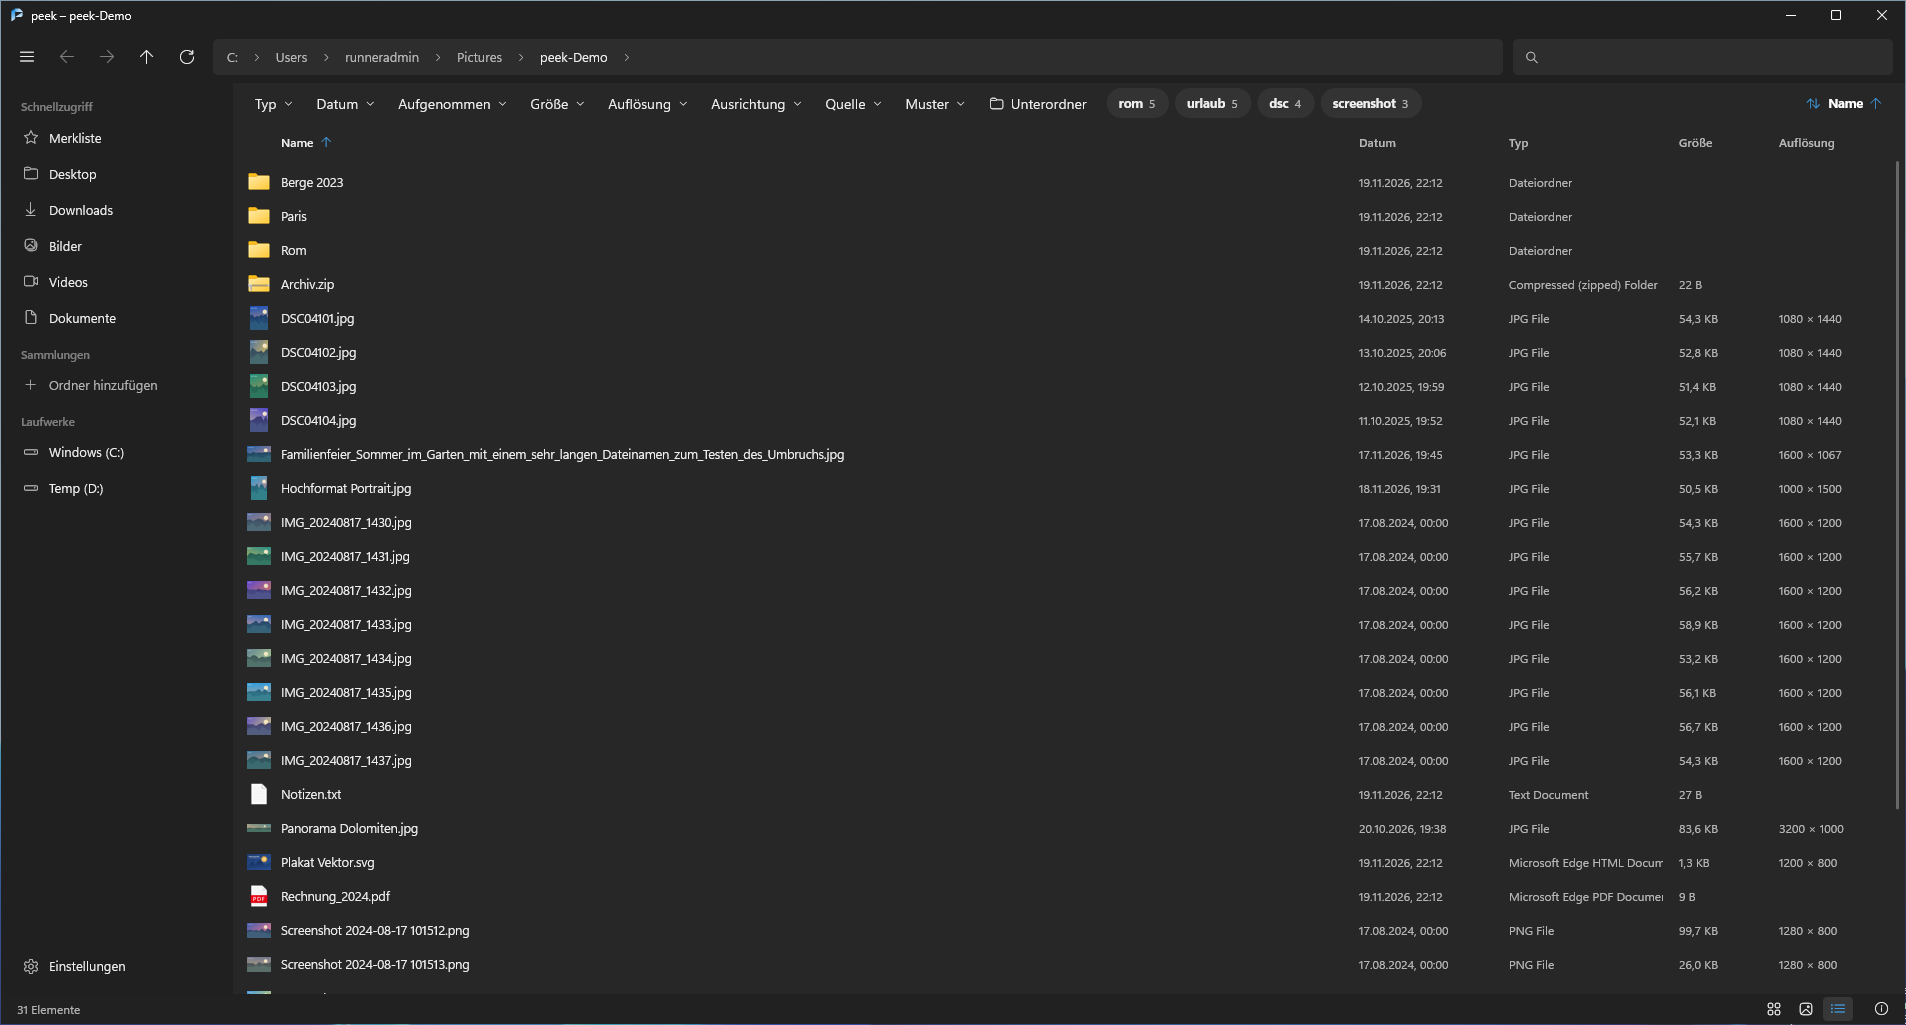 peek – peek-Demo
C: Users runneradmin Pictures peek-Demo
Schnellzugriff
Merkliste
Desktop
Downloads
Bilder
Videos
Dokumente
Sammlungen
Ordner hinzufügen
Laufwerke
Windows (C:)
Temp (D:)
Einstellungen
Typ Datum Aufgenommen Größe Auflösung Ausrichtung Quelle Muster Unterordner rom 5 urlaub 5 dsc 4 screenshot 3 Name
Name Datum Typ Größe Auflösung
Berge 2023 19.11.2026, 22:12 Dateiordner
Paris 19.11.2026, 22:12 Dateiordner
Rom 19.11.2026, 22:12 Dateiordner
Archiv.zip 19.11.2026, 22:12 Compressed (zipped) Folder 22 B
DSC04101.jpg 14.10.2025, 20:13 JPG File 54,3 KB 1080 × 1440
DSC04102.jpg 13.10.2025, 20:06 JPG File 52,8 KB 1080 × 1440
DSC04103.jpg 12.10.2025, 19:59 JPG File 51,4 KB 1080 × 1440
DSC04104.jpg 11.10.2025, 19:52 JPG File 52,1 KB 1080 × 1440
Familienfeier_Sommer_im_Garten_mit_einem_sehr_langen_Dateinamen_zum_Testen_des_Umbruchs.jpg 17.11.2026, 19:45 JPG File 53,3 KB 1600 × 1067
Hochformat Portrait.jpg 18.11.2026, 19:31 JPG File 50,5 KB 1000 × 1500
IMG_20240817_1430.jpg 17.08.2024, 00:00 JPG File 54,3 KB 1600 × 1200
IMG_20240817_1431.jpg 17.08.2024, 00:00 JPG File 55,7 KB 1600 × 1200
IMG_20240817_1432.jpg 17.08.2024, 00:00 JPG File 56,2 KB 1600 × 1200
IMG_20240817_1433.jpg 17.08.2024, 00:00 JPG File 58,9 KB 1600 × 1200
IMG_20240817_1434.jpg 17.08.2024, 00:00 JPG File 53,2 KB 1600 × 1200
IMG_20240817_1435.jpg 17.08.2024, 00:00 JPG File 56,1 KB 1600 × 1200
IMG_20240817_1436.jpg 17.08.2024, 00:00 JPG File 56,7 KB 1600 × 1200
IMG_20240817_1437.jpg 17.08.2024, 00:00 JPG File 54,3 KB 1600 × 1200
Notizen.txt 19.11.2026, 22:12 Text Document 27 B
Panorama Dolomiten.jpg 20.10.2026, 19:38 JPG File 83,6 KB 3200 × 1000
Plakat Vektor.svg 19.11.2026, 22:12 Microsoft Edge HTML Docum 1,3 KB 1200 × 800
Rechnung_2024.pdf 19.11.2026, 22:12 Microsoft Edge PDF Documer 9 B
Screenshot 2024-08-17 101512.png 17.08.2024, 00:00 PNG File 99,7 KB 1280 × 800
Screenshot 2024-08-17 101513.png 17.08.2024, 00:00 PNG File 26,0 KB 1280 × 800
31 Elemente